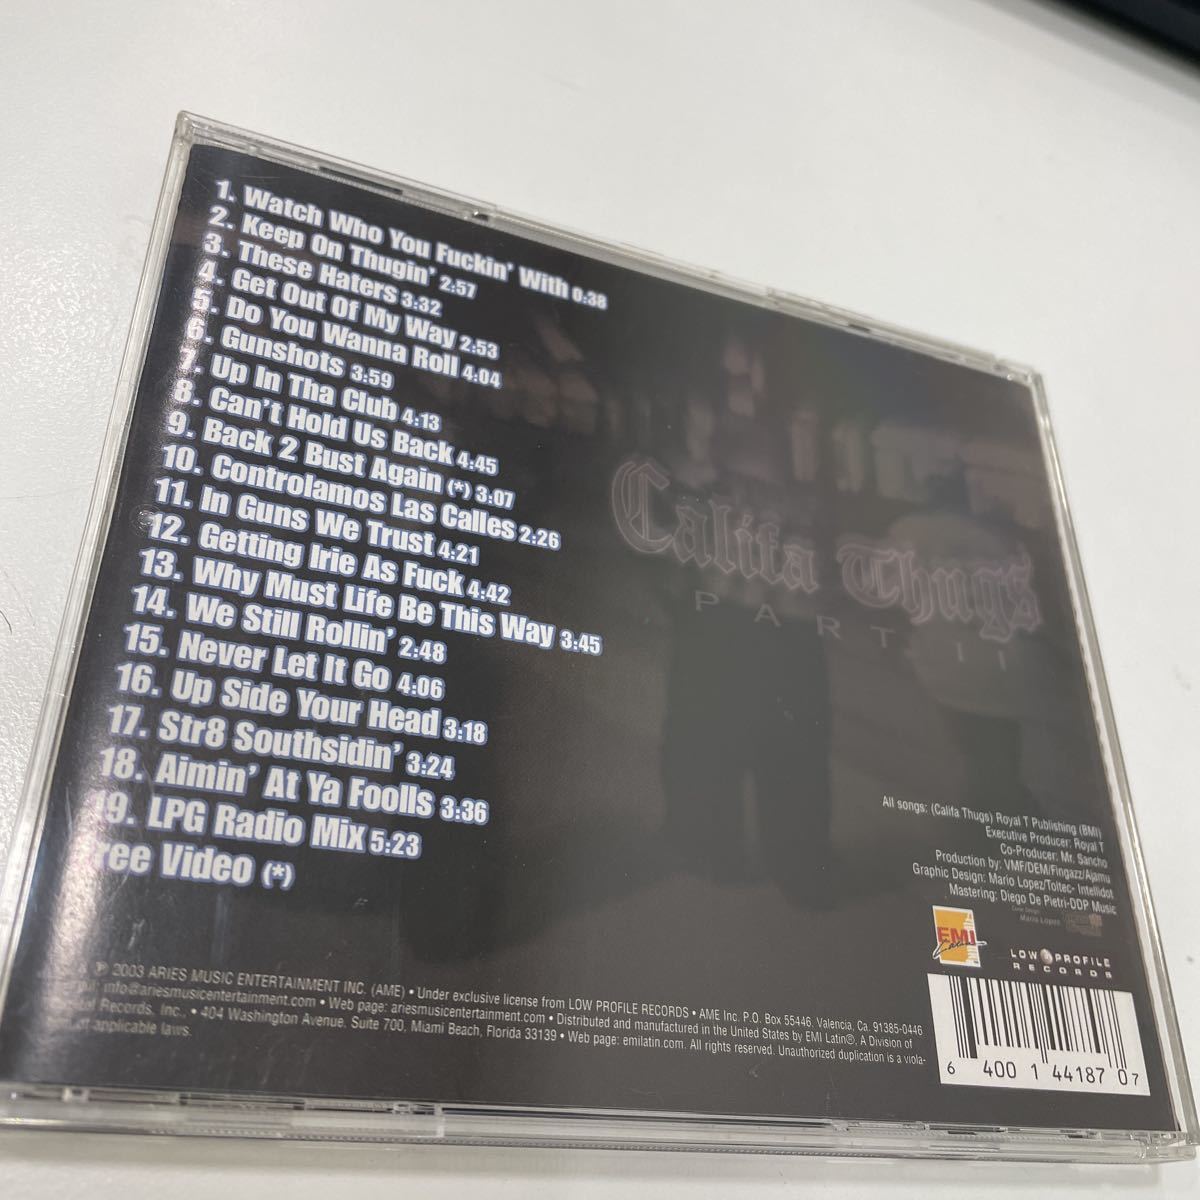 1. Watch Who You Fuckin' With 0:38
2. Keep On Thugin' 2:57
3. These Haters 3:32
4. Get Out Of My Way 2:53
5. Do You Wanna Roll 4:04
6. Gunshots 3:59
7. Up In Tha Club 4:13
8. Can't Hold Us Back 4:45
9. Back 2 Bust Again (*) 3:07
10. Controlamos Las Calles 2:26
11. In Guns We Trust 4:21
12. Getting Irie As Fuck 4:42
13. Why Must Life Be This Way 3:45
14. We Still Rollin' 2:48
15. Never Let It Go 4:06
16. Up Side Your Head 3:18
17. Str8 Southsidin' 3:24
18. Aimin' At Ya Foolls 3:36
19. LPG Radio Mix 5:23
ree Video (*)
Califa Thugs
PART II
All songs: (Califa Thugs) Royal T Publishing (BMI)
Executive Producer: Royal T
Co-Producer: Mr. Sancho
Production by: VMF/DEM/Fingazz/Ajamu
Graphic Design: Mario Lopez/Toltec- Intellidot
Mastering: Diego De Pietri-DDP Music
Cover Design
Mario Lopez
EMI
Latin
LOW PROFILE
RECORDS
℗ 2003 ARIES MUSIC ENTERTAINMENT INC. (AME) • Under exclusive license from LOW PROFILE RECORDS • AME Inc. P.O. Box 55446. Valencia, Ca. 91385-0446
info@ariesmusicentertainment.com • Web page: ariesmusicentertainment.com • Distributed and manufactured in the United States by EMI Latin®, A Division of
Records, Inc., • 404 Washington Avenue. Suite 700, Miami Beach, Florida 33139 • Web page: emilatin.com. All rights reserved. Unauthorized duplication is a viola-
applicable laws.
6 400 1 44187 0 7